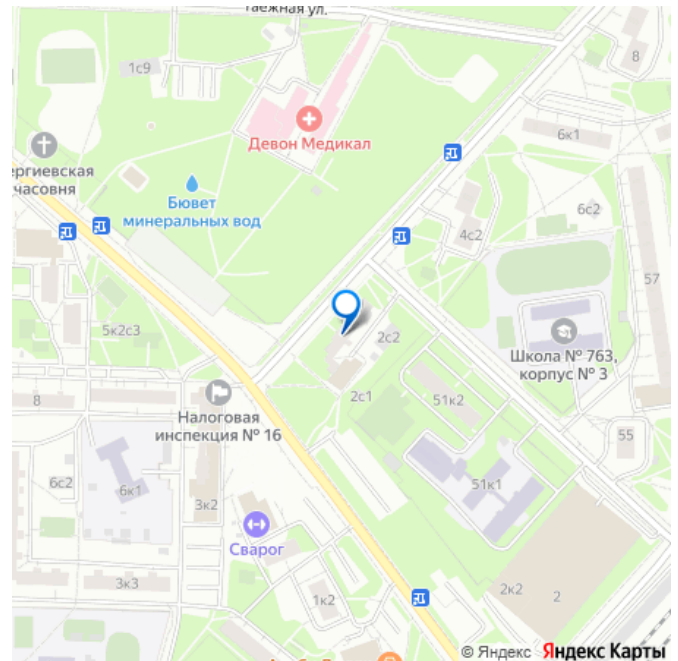 Таёжная ул.
8
1с9
6к1
Девон Медикал
ергиевская
часовня
Бювет
минеральных вод
6с2
4с2
57
5к2с3
2с2
Школа № 763,
корпус № 3
2с1
51к2
8
Налоговая
инспекция № 16
55
6с2
6к1
3к2
51к1
Сварог
3к3
2к2
2
1к2
© Яндекс Яндекс Карты